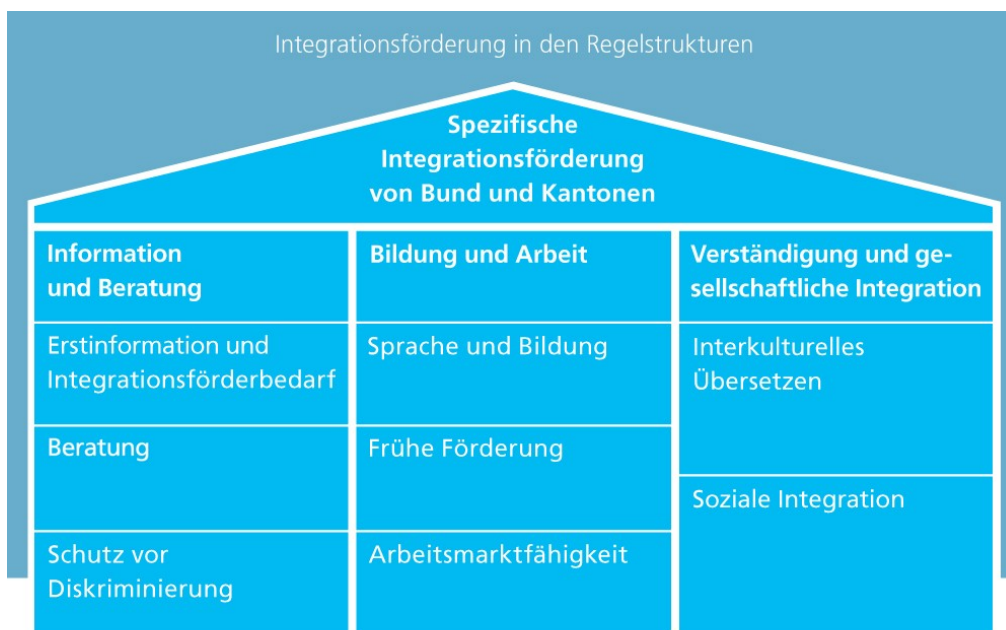 Integrationsförderung in den Regelstrukturen
Spezifische
Integrationsförderung
von Bund und Kantonen
Information
und Beratung
Erstinformation und
Integrationsförderbedarf
Beratung
Schutz vor
Diskriminierung
Bildung und Arbeit
Sprache und Bildung
Frühe Förderung
Arbeitsmarktfähigkeit
Verständigung und ge-
sellschaftliche Integration
Interkulturelles
Übersetzen
Soziale Integration